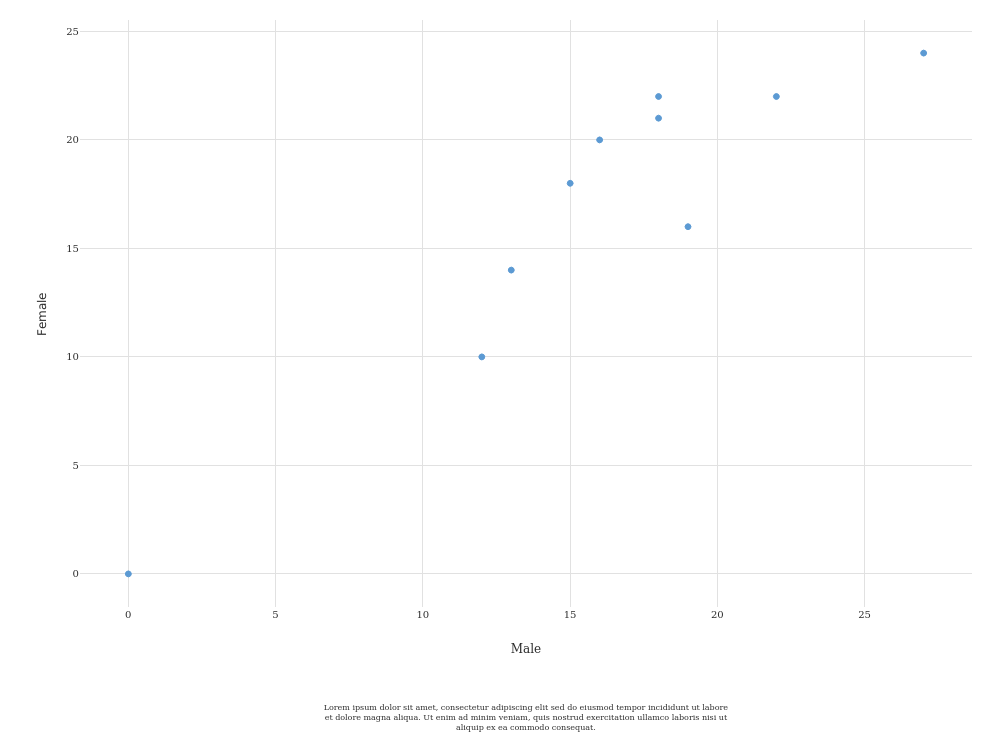 25
20
15
10
5
0
Female
0 5 10 15 20 25
Male
Lorem ipsum dolor sit amet, consectetur adipiscing elit sed do eiusmod tempor incididunt ut labore
et dolore magna aliqua. Ut enim ad minim veniam, quis nostrud exercitation ullamco laboris nisi ut
aliquip ex ea commodo consequat.